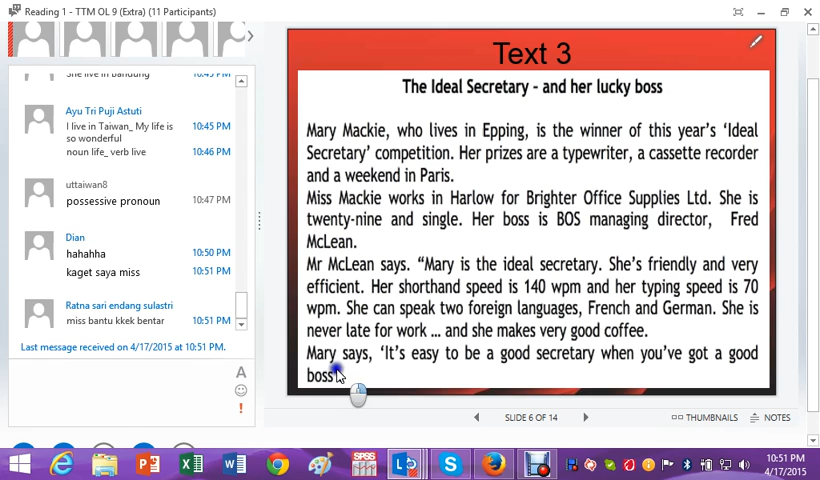 Reading 1 - TTM OL 9 (Extra) (11 Participants)
She live in Bandung 10:45 PM
Ayu Tri Puji Astuti
I live in Taiwan_ My life is 10:45 PM
so wonderful
noun life_ verb live 10:46 PM
uttaiwan8
possessive pronoun 10:47 PM
Dian
hahahha 10:50 PM
kaget saya miss 10:51 PM
Ratna sari endang sulastri
miss bantu kkek bentar 10:51 PM
Last message received on 4/17/2015 at 10:51 PM.
Text 3
The Ideal Secretary - and her lucky boss
Mary Mackie, who lives in Epping, is the winner of this year's 'Ideal
Secretary' competition. Her prizes are a typewriter, a cassette recorder
and a weekend in Paris.
Miss Mackie works in Harlow for Brighter Office Supplies Ltd. She is
twenty-nine and single. Her boss is BOS managing director, Fred
McLean.
Mr McLean says. "Mary is the ideal secretary. She's friendly and very
efficient. Her shorthand speed is 140 wpm and her typing speed is 70
wpm. She can speak two foreign languages, French and German. She is
never late for work ... and she makes very good coffee.
Mary says, 'It's easy to be a good secretary when you've got a good
boss'
SLIDE 6 OF 14
THUMBNAILS
NOTES
SPSS
10:51 PM
4/17/2015